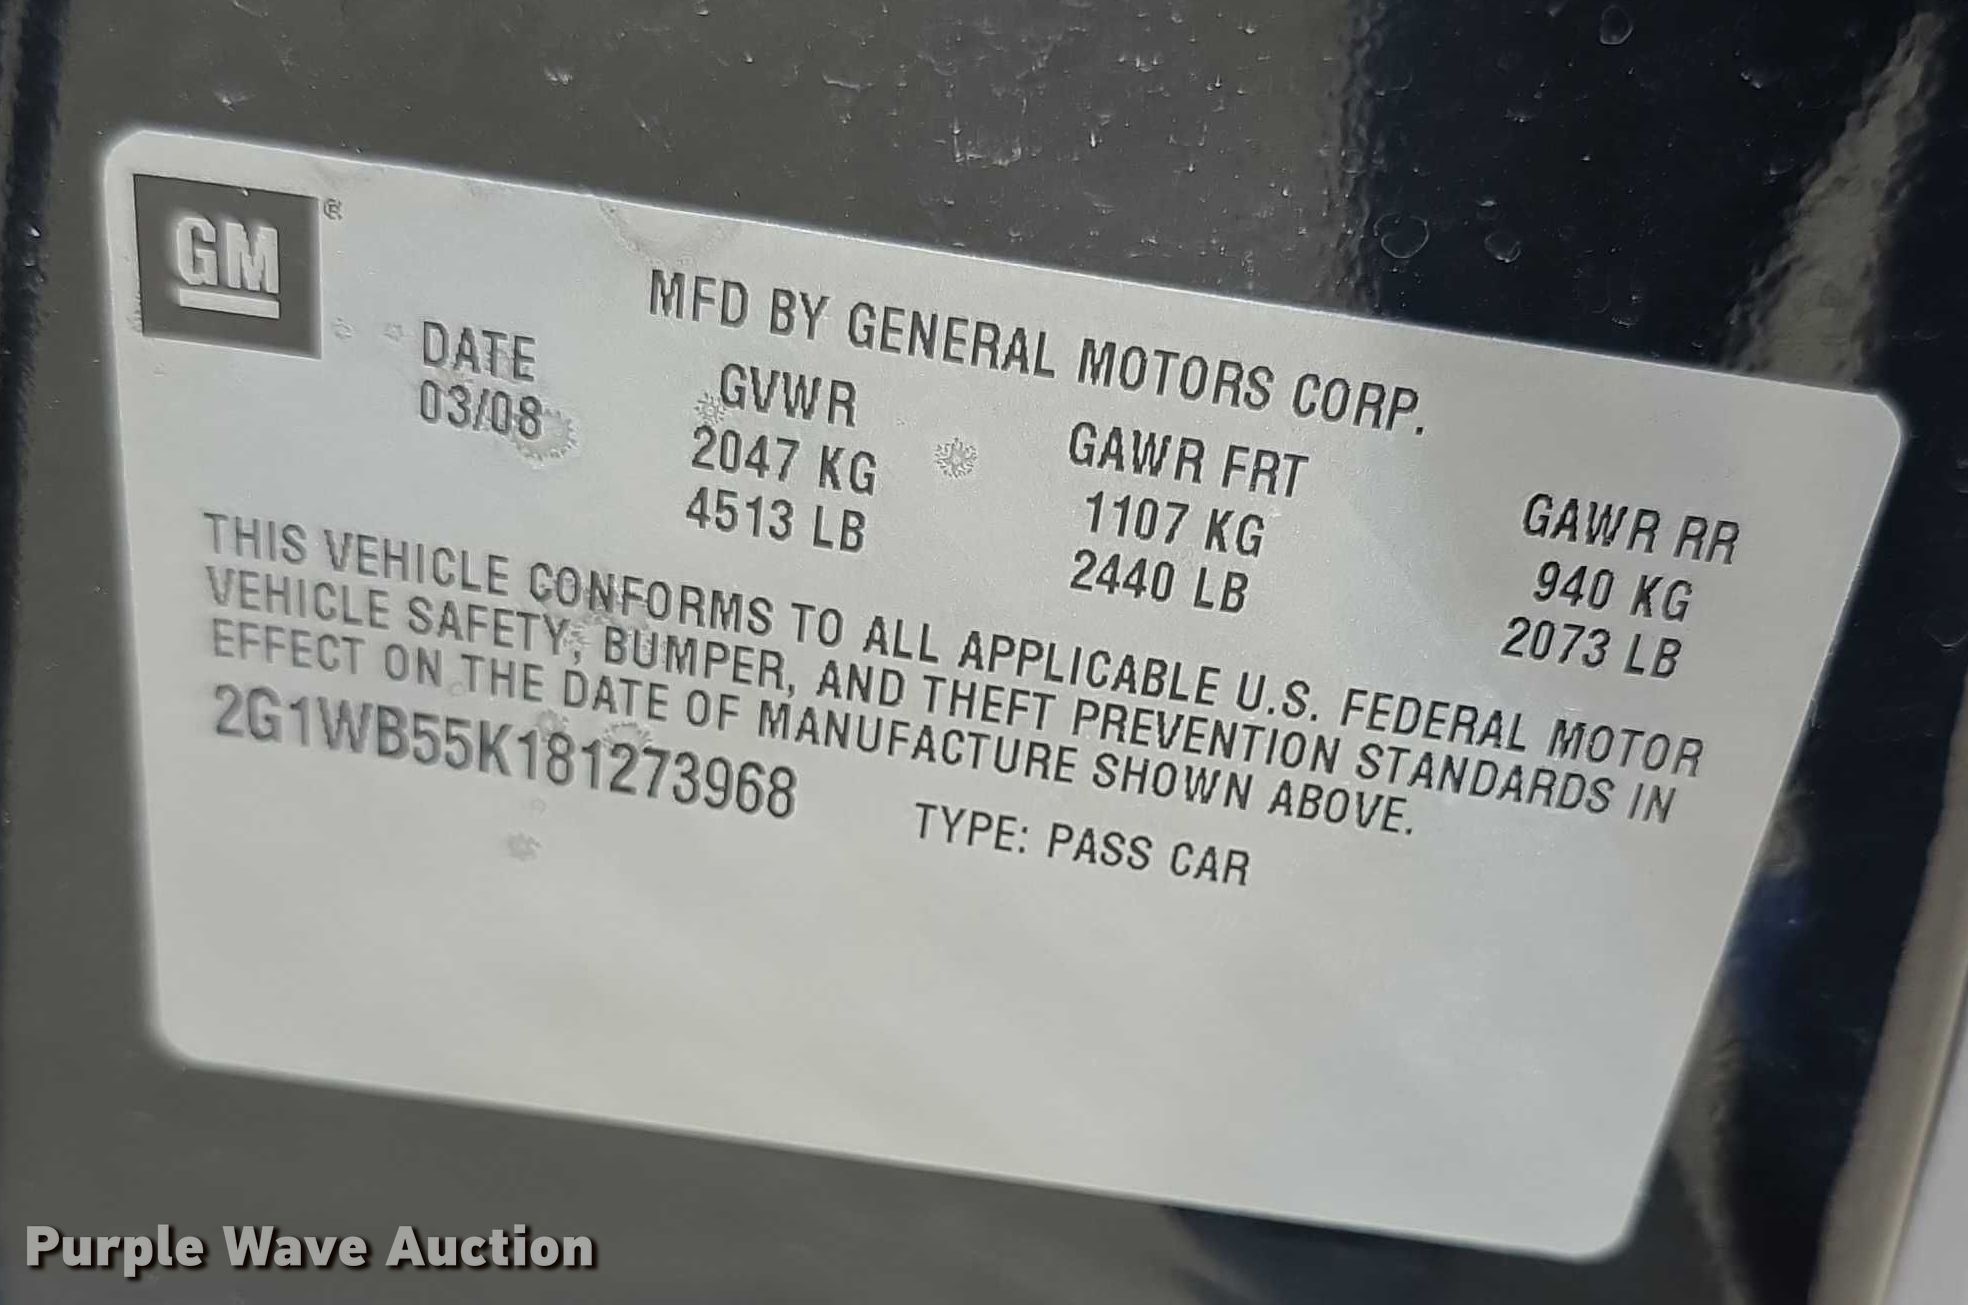 GM ®
MFD BY GENERAL MOTORS CORP.
DATE GVWR GAWR FRT GAWR RR
03/08 2047 KG 1107 KG 940 KG
4513 LB 2440 LB 2073 LB
THIS VEHICLE CONFORMS TO ALL APPLICABLE U.S. FEDERAL MOTOR
VEHICLE SAFETY, BUMPER, AND THEFT PREVENTION STANDARDS IN
EFFECT ON THE DATE OF MANUFACTURE SHOWN ABOVE.
2G1WB55K181273968 TYPE: PASS CAR
Purple Wave Auction